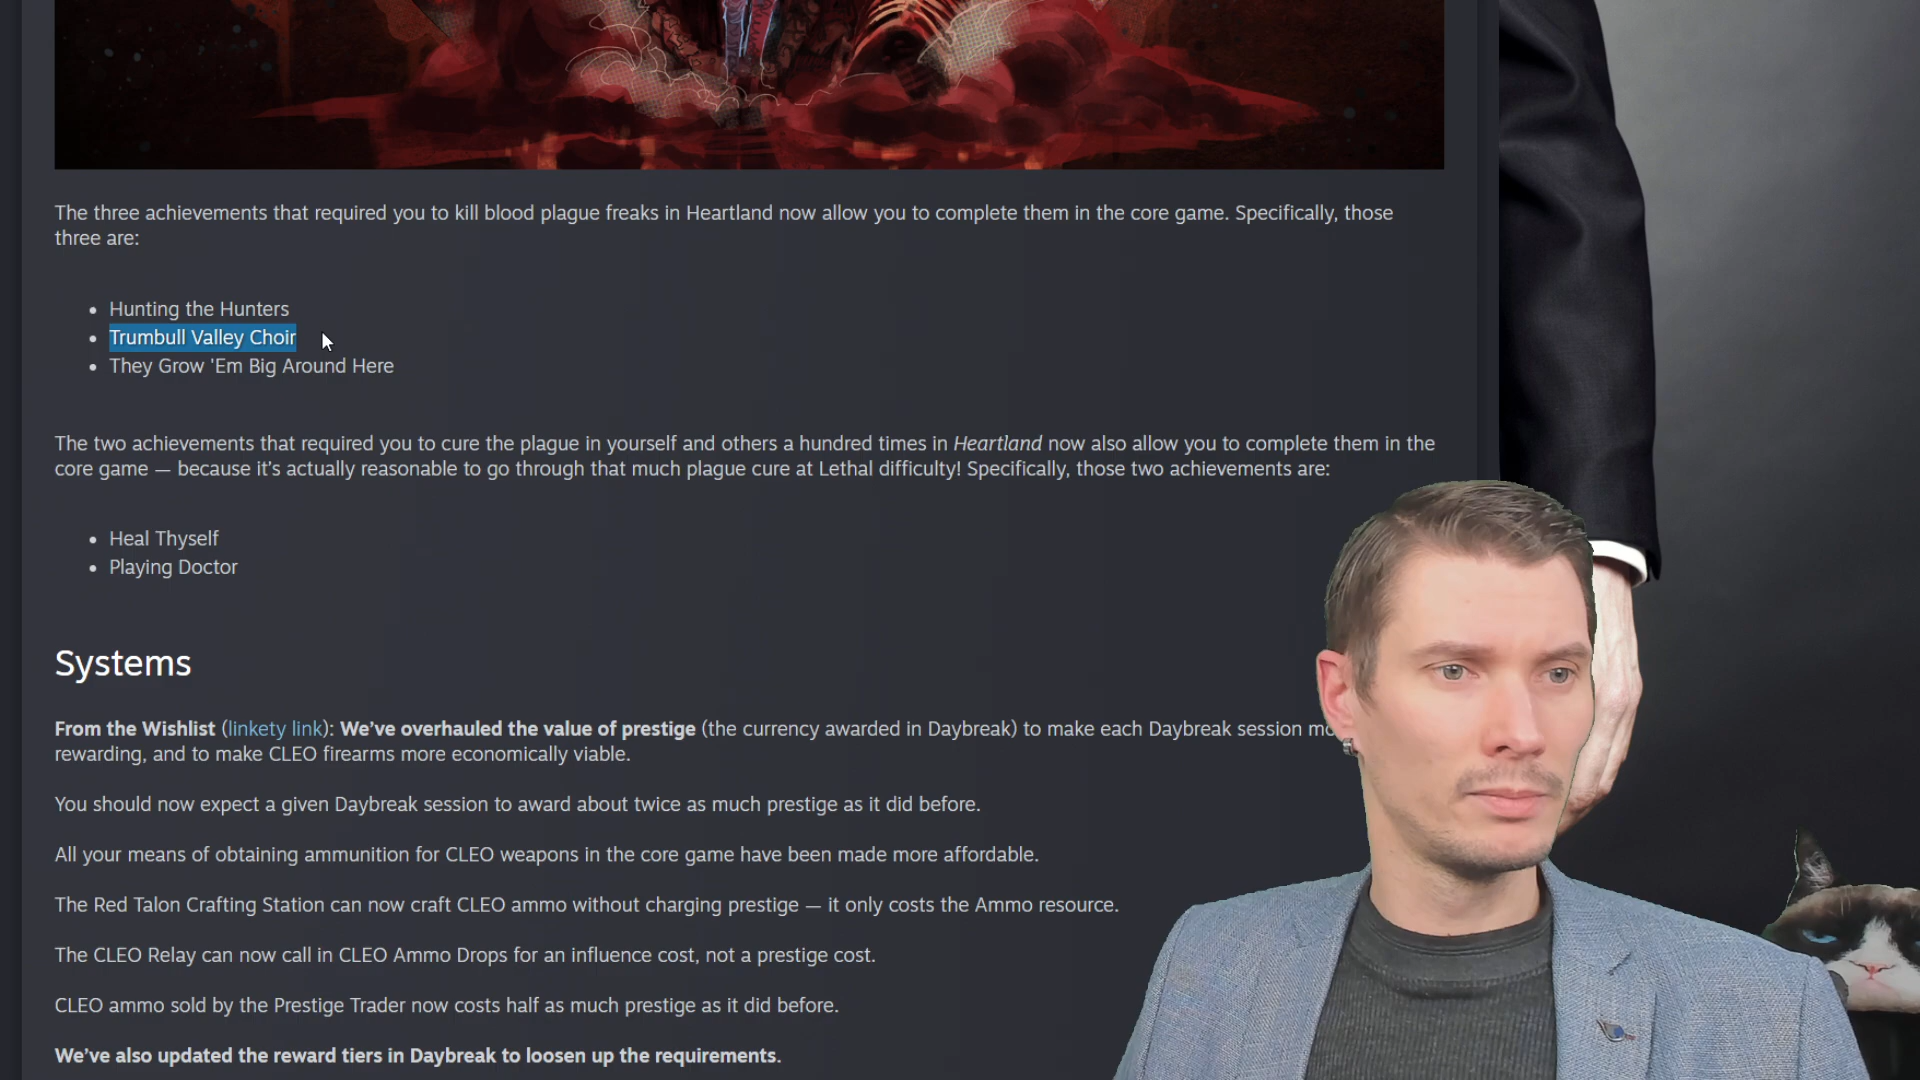 The three achievements that required you to kill blood plague freaks in Heartland now allow you to complete them in the core game. Specifically, those
three are:
• Hunting the Hunters
• Trumbull Valley Choir
• They Grow 'Em Big Around Here
The two achievements that required you to cure the plague in yourself and others a hundred times in Heartland now also allow you to complete them in the
core game — because it's actually reasonable to go through that much plague cure at Lethal difficulty! Specifically, those two achievements are:
• Heal Thyself
• Playing Doctor
Systems
From the Wishlist (linkety link): We've overhauled the value of prestige (the currency awarded in Daybreak) to make each Daybreak session
rewarding, and to make CLEO firearms more economically viable.
You should now expect a given Daybreak session to award about twice as much prestige as it did before.
All your means of obtaining ammunition for CLEO weapons in the core game have been made more affordable.
The Red Talon Crafting Station can now craft CLEO ammo without charging prestige — it only costs the Ammo resource.
The CLEO Relay can now call in CLEO Ammo Drops for an influence cost, not a prestige cost.
CLEO ammo sold by the Prestige Trader now costs half as much prestige as it did before.
We've also updated the reward tiers in Daybreak to loosen up the requirements.